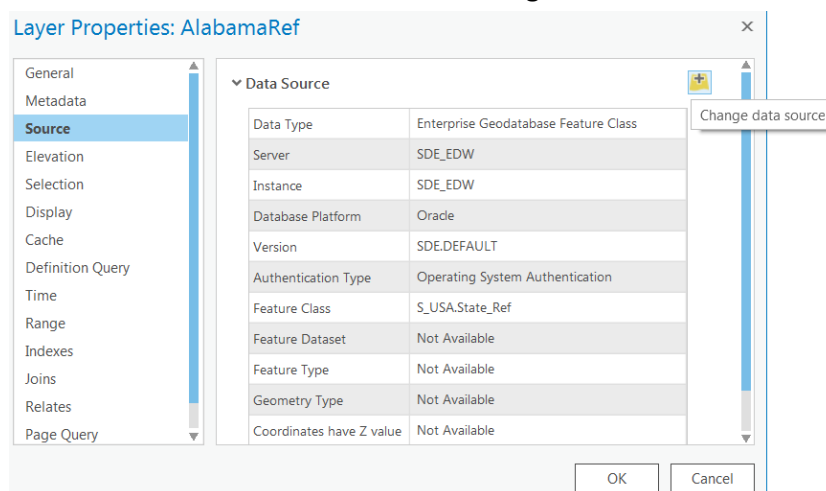 Layer Properties: AlabamaRef
General
Metadata
Source
Elevation
Selection
Display
Cache
Definition Query
Time
Range
Indexes
Joins
Relates
Page Query
Data Source
Change data source
Data Type Enterprise Geodatabase Feature Class
Server SDE_EDW
Instance SDE_EDW
Database Platform Oracle
Version SDE.DEFAULT
Authentication Type Operating System Authentication
Feature Class S_USA.State_Ref
Feature Dataset Not Available
Feature Type Not Available
Geometry Type Not Available
Coordinates have Z value Not Available
OK Cancel